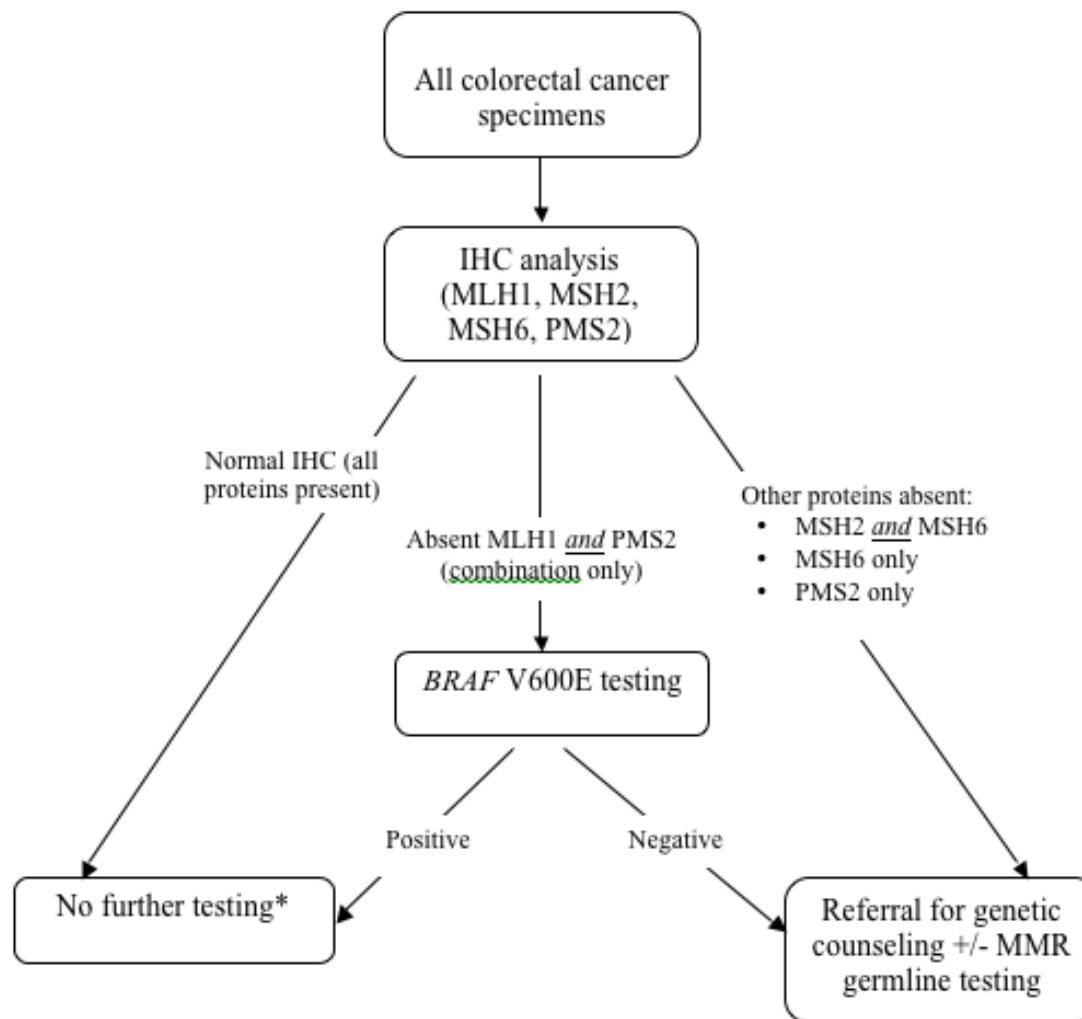 All colorectal cancer
specimens
IHC analysis
(MLH1, MSH2,
MSH6, PMS2)
Normal IHC (all
proteins present)
Absent MLH1 and PMS2
(combination only)
Other proteins absent:
• MSH2 and MSH6
• MSH6 only
• PMS2 only
BRAF V600E testing
Positive
Negative
No further testing*
Referral for genetic
counseling +/- MMR
germline testing